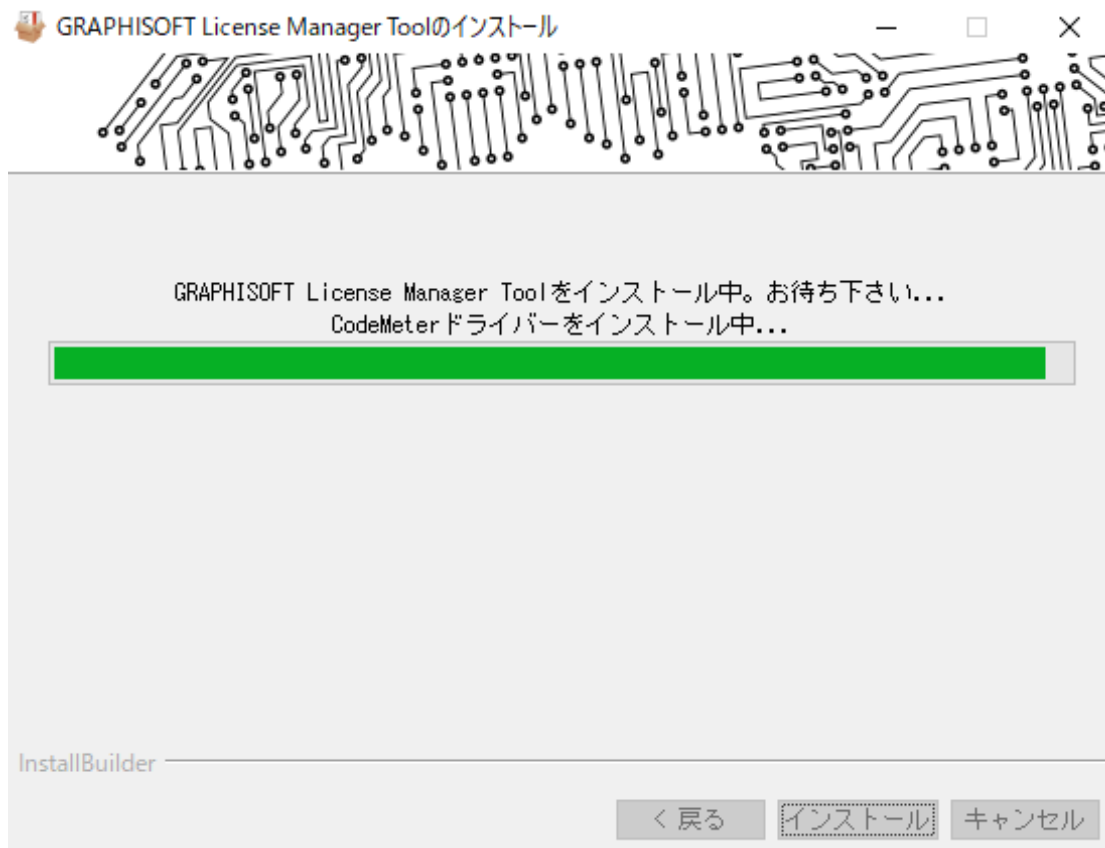 GRAPHISOFT License Manager Toolのインストール
GRAPHISOFT License Manager Toolをインストール中。お待ち下さい...
CodeMeterドライバーをインストール中...
InstallBuilder
< 戻る
インストール
キャンセル